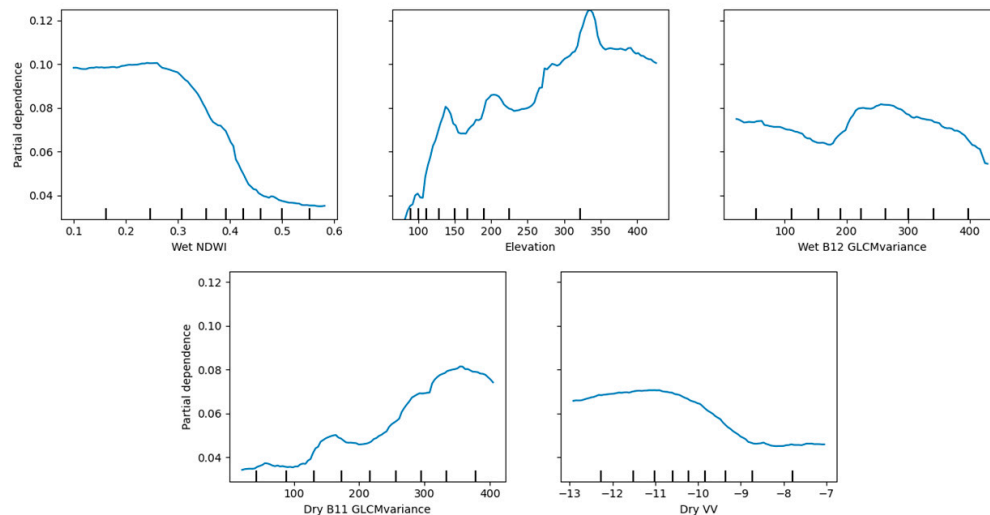 0.12
0.10
0.08
0.06
0.04
Partial dependence
0.1 0.2 0.3 0.4 0.5 0.6
Wet NDWI
100 150 200 250 300 350 400
Elevation
0 100 200 300 400
Wet B12 GLCMvariance
0.12
0.10
0.08
0.06
0.04
Partial dependence
100 200 300 400
Dry B11 GLCMvariance
−13 −12 −11 −10 −9 −8 −7
Dry VV